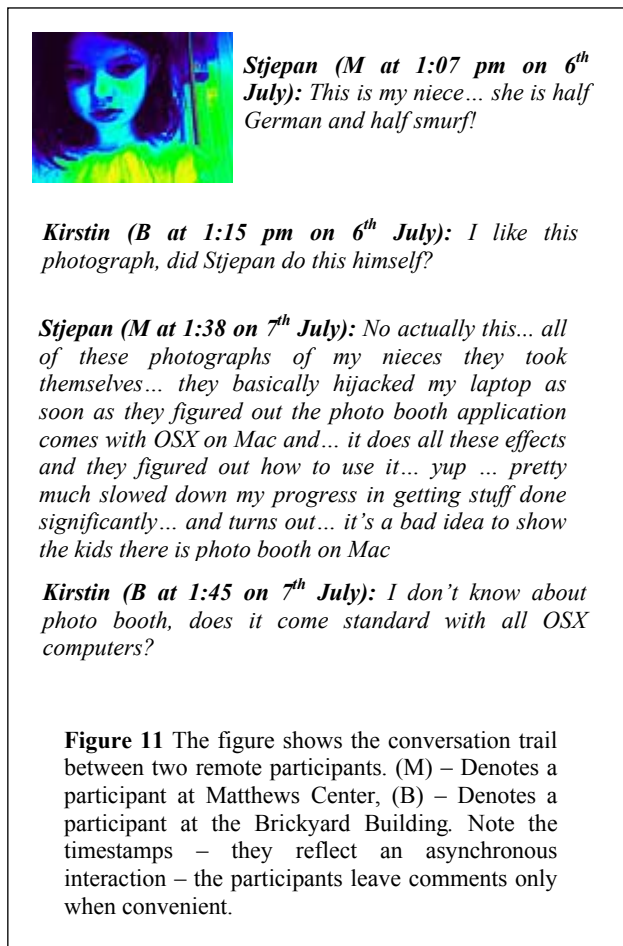 Stjepan (M at 1:07 pm on 6th
July): This is my niece… she is half
German and half smurf!
Kirstin (B at 1:15 pm on 6th July): I like this
photograph, did Stjepan do this himself?
Stjepan (M at 1:38 on 7th July): No actually this... all
of these photographs of my nieces they took
themselves… they basically hijacked my laptop as
soon as they figured out the photo booth application
comes with OSX on Mac and… it does all these effects
and they figured out how to use it… yup … pretty
much slowed down my progress in getting stuff done
significantly… and turns out… it’s a bad idea to show
the kids there is photo booth on Mac
Kirstin (B at 1:45 on 7th July): I don’t know about
photo booth, does it come standard with all OSX
computers?
Figure 11 The figure shows the conversation trail
between two remote participants. (M) – Denotes a
participant at Matthews Center, (B) – Denotes a
participant at the Brickyard Building. Note the
timestamps – they reflect an asynchronous
interaction – the participants leave comments only
when convenient.